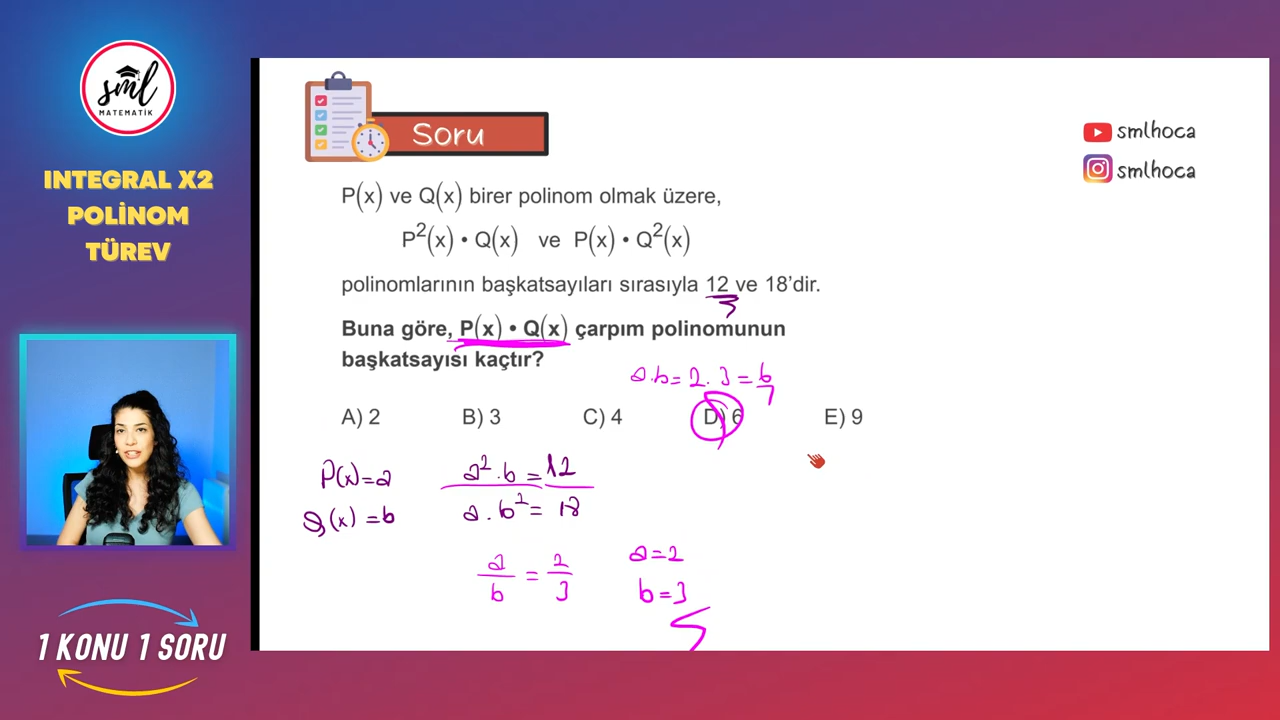 sml
MATEMATİK
INTEGRAL X2
POLİNOM
TÜREV
1 KONU 1 SORU
Soru
smlhoca
smlhoca
P(x) ve Q(x) birer polinom olmak üzere,
P²(x) • Q(x) ve P(x) • Q²(x)
polinomlarının başkatsayıları sırasıyla 12 ve 18'dir.
Buna göre, P(x) • Q(x) çarpım polinomunun
başkatsayısı kaçtır?
a.b = 2.3 = 6
A) 2 B) 3 C) 4 D) 6 E) 9
P(x) = a
Q(x) = b
a².b = 12
a.b² = 18
a/b = 2/3
a = 2
b = 3